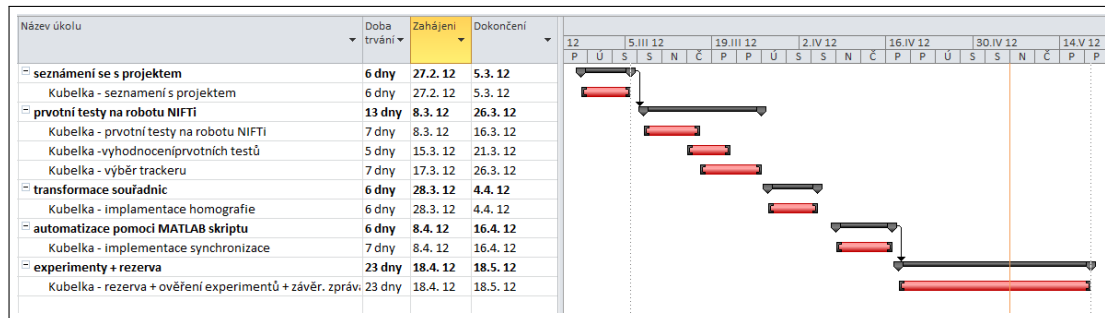 Název úkolu Doba trvání Zahájeni Dokončení
12 5.III 12 19.III 12 2.IV 12 16.IV 12 30.IV 12 14.V 12
P Ú S S N Č P P Ú S S N Č P P Ú S S N Č P P
seznámení se s projektem 6 dny 27.2. 12 5.3. 12
Kubelka - seznamení s projektem 6 dny 27.2. 12 5.3. 12
prvotní testy na robotu NIFTi 13 dny 8.3. 12 26.3. 12
Kubelka - prvotní testy na robotu NIFTi 7 dny 8.3. 12 16.3. 12
Kubelka -vyhodnoceníprvotních testů 5 dny 15.3. 12 21.3. 12
Kubelka - výběr trackeru 7 dny 17.3. 12 26.3. 12
transformace souřadnic 6 dny 28.3. 12 4.4. 12
Kubelka - implamentace homografie 6 dny 28.3. 12 4.4. 12
automatizace pomoci MATLAB skriptu 6 dny 8.4. 12 16.4. 12
Kubelka - implementace synchronizace 7 dny 8.4. 12 16.4. 12
experimenty + rezerva 23 dny 18.4. 12 18.5. 12
Kubelka - rezerva + ověření experimentů + závěr. zpráv 23 dny 18.4. 12 18.5. 12